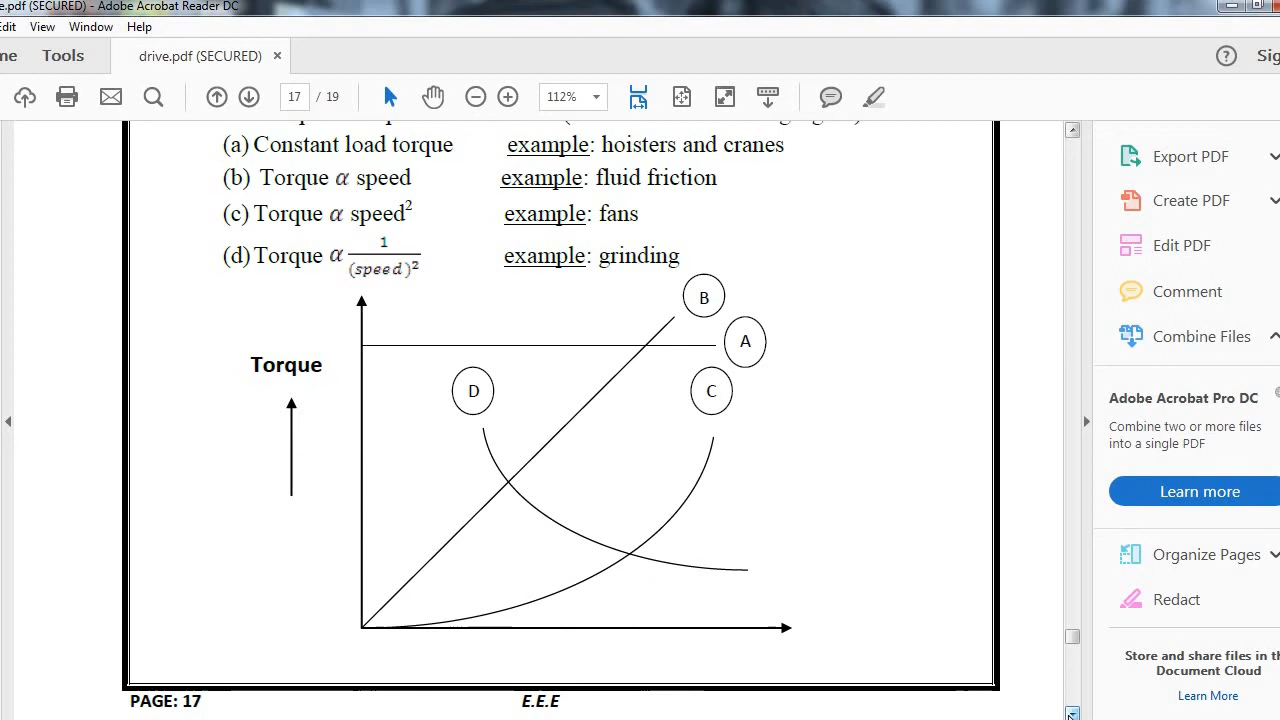 e.pdf (SECURED) - Adobe Acrobat Reader DC
Edit View Window Help
me Tools drive.pdf (SECURED) × ? Sig
17 / 19 112%
(a) Constant load torque example: hoisters and cranes
(b) Torque α speed example: fluid friction
(c) Torque α speed² example: fans
(d) Torque α 1/(speed)² example: grinding
B
A
Torque
D
C
PAGE: 17 E.E.E
Export PDF
Create PDF
Edit PDF
Comment
Combine Files
Adobe Acrobat Pro DC
Combine two or more files
into a single PDF
Learn more
Organize Pages
Redact
Store and share files in th
Document Cloud
Learn More